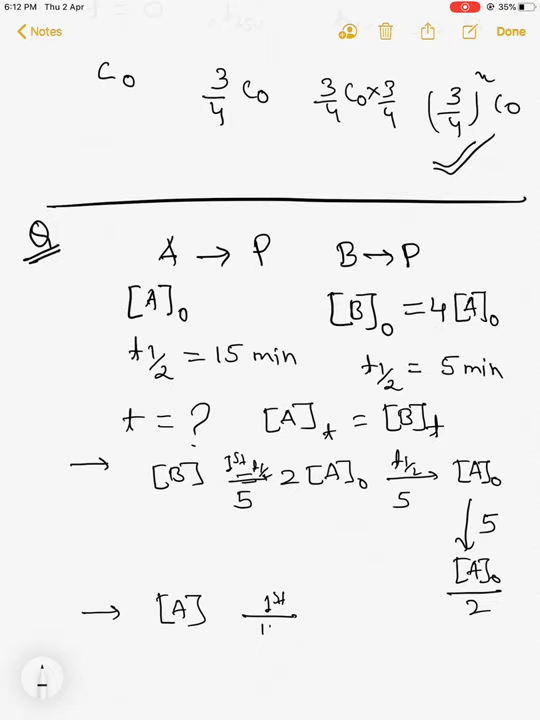 6:12 PM Thu 2 Apr 35%
Notes Done
C₀ 3/4 C₀ 3/4 C₀ × 3/4 (3/4)ⁿ C₀
Q A → P B → P
[A]₀ [B]₀ = 4[A]₀
t1/2 = 15 min t1/2 = 5 min
t = ? [A]t = [B]t
→ [B] 1st t1/2 5 2[A]₀ t1/2 5 → [A]₀
↓ 5
[A]₀/2
→ [A] 1st